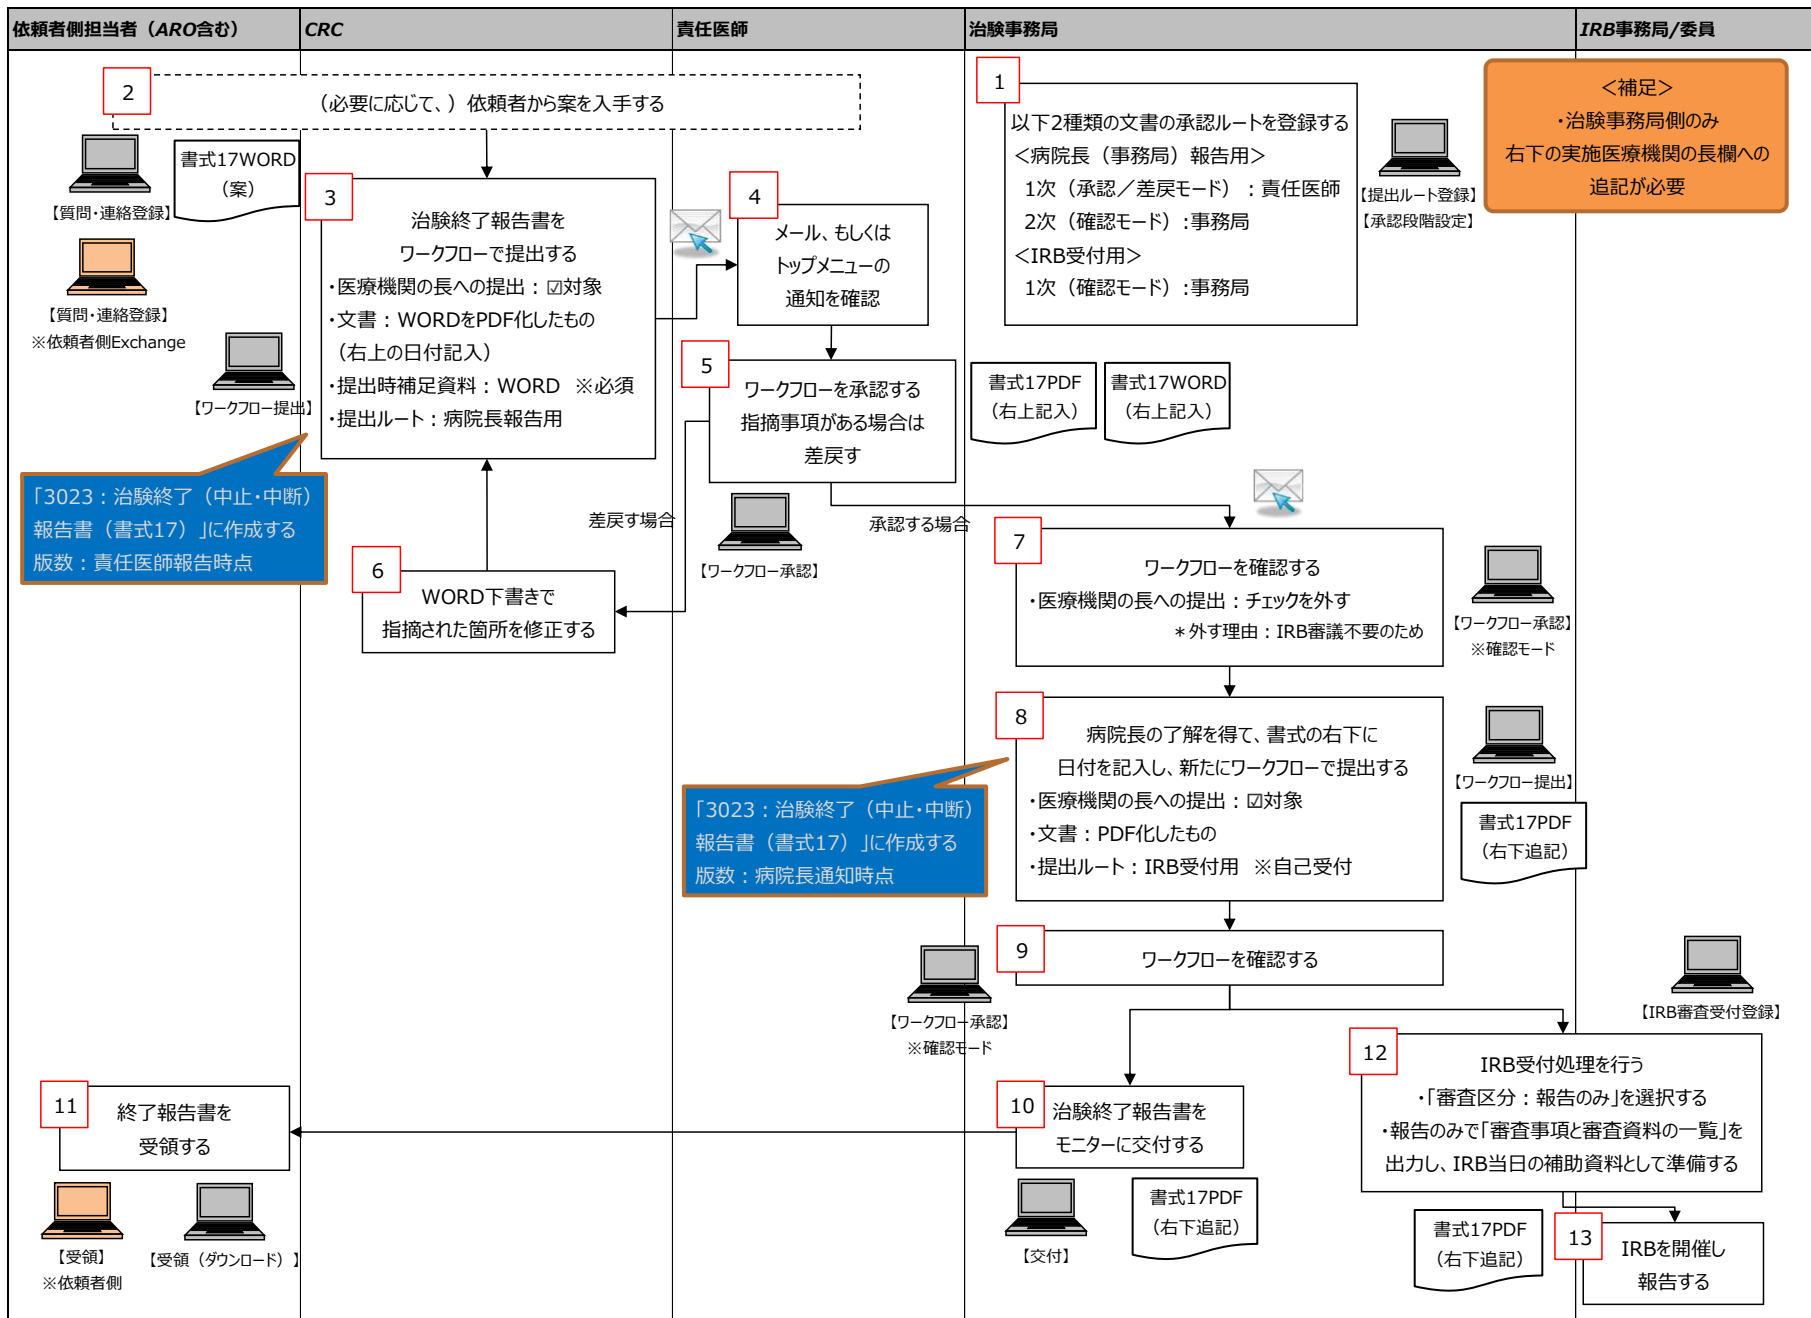 依頼者側担当者（ARO含む）
CRC
責任医師
治験事務局
IRB事務局/委員
2
（必要に応じて、）依頼者から案を入手する
【質問・連絡登録】
書式17WORD
（案）
【質問・連絡登録】
※依頼者側Exchange
【ワークフロー提出】
3
治験終了報告書を
ワークフローで提出する
・医療機関の長への提出：☑対象
・文書：WORDをPDF化したもの
（右上の日付記入）
・提出時補足資料：WORD　※必須
・提出ルート：病院長報告用
「3023：治験終了（中止・中断）
報告書（書式17）」に作成する
版数：責任医師報告時点
4
メール、もしくは
トップメニューの
通知を確認
5
ワークフローを承認する
指摘事項がある場合は
差戻す
【ワークフロー承認】
差戻す場合
承認する場合
6
WORD下書きで
指摘された箇所を修正する
1
以下2種類の文書の承認ルートを登録する
＜病院長（事務局）報告用＞
1次（承認／差戻モード）：責任医師
2次（確認モード）:事務局
＜IRB受付用＞
1次（確認モード）:事務局
【提出ルート登録】
【承認段階設定】
＜補足＞
・治験事務局側のみ
右下の実施医療機関の長欄への
追記が必要
書式17PDF
（右上記入）
書式17WORD
（右上記入）
7
ワークフローを確認する
・医療機関の長への提出：チェックを外す
＊外す理由：IRB審議不要のため
【ワークフロー承認】
※確認モード
8
病院長の了解を得て、書式の右下に
日付を記入し、新たにワークフローで提出する
・医療機関の長への提出：☑対象
・文書：PDF化したもの
・提出ルート：IRB受付用　※自己受付
「3023：治験終了（中止・中断）
報告書（書式17）」に作成する
版数：病院長通知時点
【ワークフロー提出】
書式17PDF
（右下追記）
9
ワークフローを確認する
【ワークフロー承認】
※確認モード
10
治験終了報告書を
モニターに交付する
【交付】
書式17PDF
（右下追記）
11
終了報告書を
受領する
【受領】
※依頼者側
【受領（ダウンロード）】
【IRB審査受付登録】
12
IRB受付処理を行う
・「審査区分：報告のみ」を選択する
・報告のみで「審査事項と審査資料の一覧」を
出力し、IRB当日の補助資料として準備する
書式17PDF
（右下追記）
13
IRBを開催し
報告する